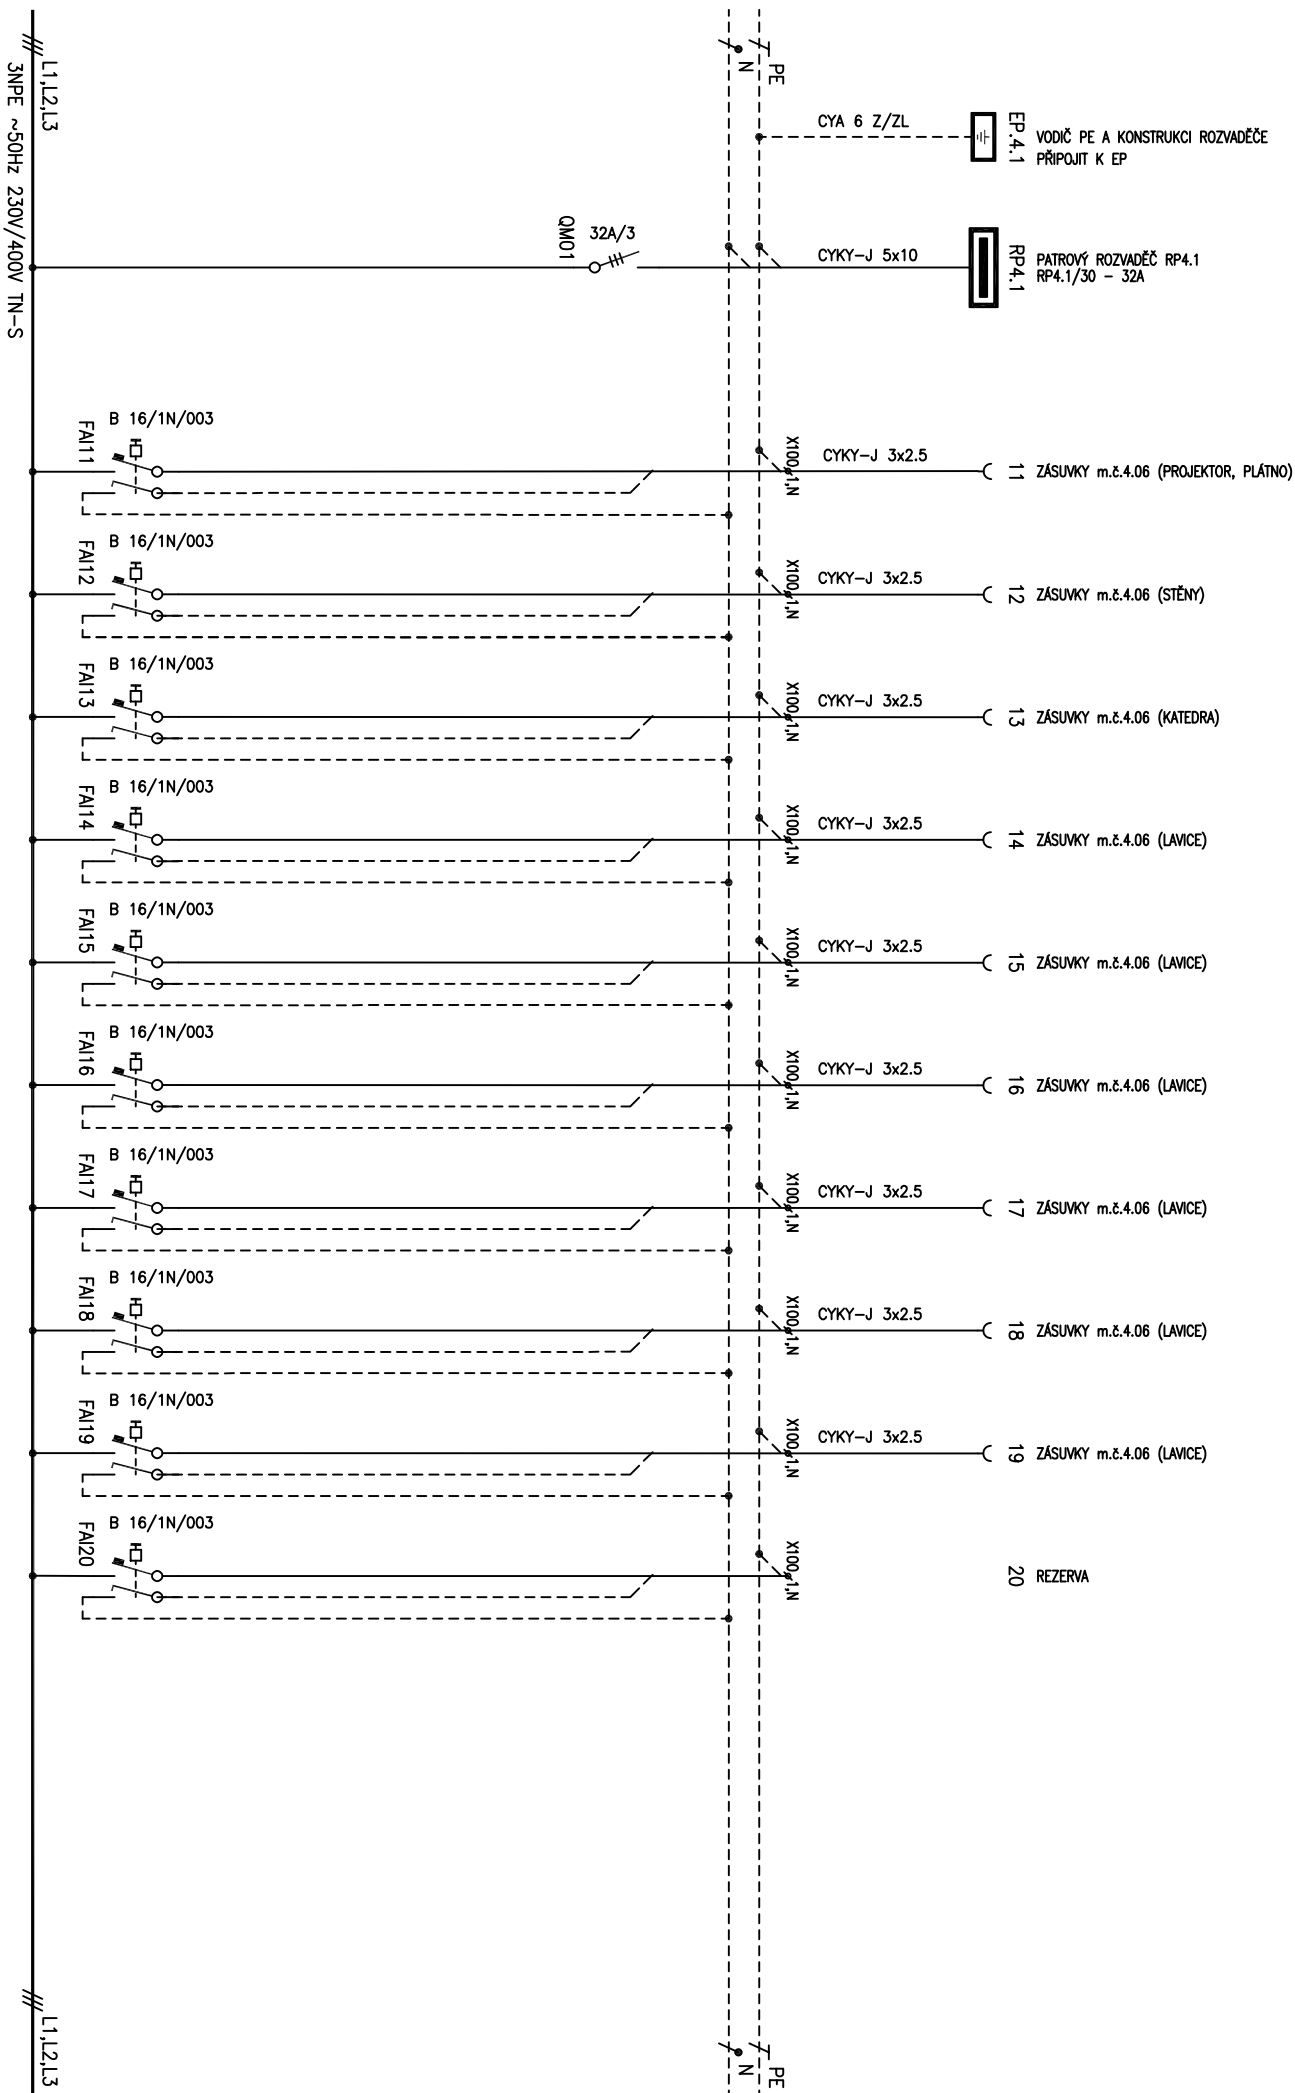 L1,L2,L3
3NPE ~50Hz 230V/400V TN-S
N
PE
CYA 6 Z/ZL
EP.4.1
VODIČ PE A KONSTRUKCI ROZVADĚČE
PŘIPOJIT K EP
QM01
32A/3
CYKY-J 5x10
RP4.1
PATROVÝ ROZVADĚČ RP4.1
RP4.1/30 - 32A
FAI11
B 16/1N/003
X100,1,N
CYKY-J 3x2.5
11
ZÁSUVKY m.č.4.06 (PROJEKTOR, PLÁTNO)
FAI12
B 16/1N/003
X100,1,N
CYKY-J 3x2.5
12
ZÁSUVKY m.č.4.06 (STĚNY)
FAI13
B 16/1N/003
X100,1,N
CYKY-J 3x2.5
13
ZÁSUVKY m.č.4.06 (KATEDRA)
FAI14
B 16/1N/003
X100,1,N
CYKY-J 3x2.5
14
ZÁSUVKY m.č.4.06 (LAVICE)
FAI15
B 16/1N/003
X100,1,N
CYKY-J 3x2.5
15
ZÁSUVKY m.č.4.06 (LAVICE)
FAI16
B 16/1N/003
X100,1,N
CYKY-J 3x2.5
16
ZÁSUVKY m.č.4.06 (LAVICE)
FAI17
B 16/1N/003
X100,1,N
CYKY-J 3x2.5
17
ZÁSUVKY m.č.4.06 (LAVICE)
FAI18
B 16/1N/003
X100,1,N
CYKY-J 3x2.5
18
ZÁSUVKY m.č.4.06 (LAVICE)
FAI19
B 16/1N/003
X100,1,N
CYKY-J 3x2.5
19
ZÁSUVKY m.č.4.06 (LAVICE)
FAI20
B 16/1N/003
X100,1,N
20
REZERVA
L1,L2,L3
N
PE